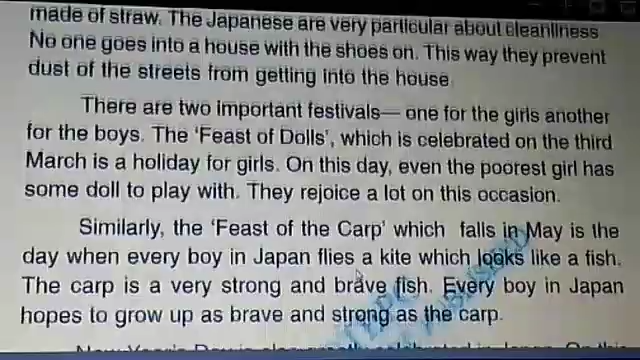 made of straw. The Japanese are very particular about cleanliness
No one goes into a house with the shoes on. This way they prevent
dust of the streets from getting into the house
There are two important festivals— one for the girls another
for the boys. The ‘Feast of Dolls’, which is celebrated on the third
March is a holiday for girls. On this day, even the poorest girl has
some doll to play with. They rejoice a lot on this occasion.
Similarly, the ‘Feast of the Carp’ which falls in May is the
day when every boy in Japan flies a kite which looks like a fish.
The carp is a very strong and brave fish. Every boy in Japan
hopes to grow up as brave and strong as the carp.